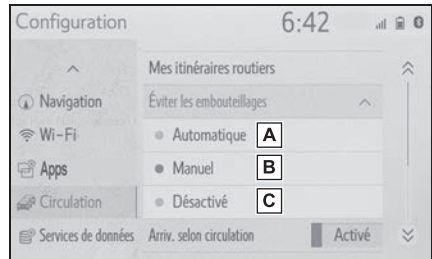 Configuration 6:42
Mes itinéraires routiers
Navigation
Éviter les embouteillages
Wi-Fi
Automatique A
Apps
Manuel B
Circulation
Désactivé C
Services de données
Arriv. selon circulation Activé